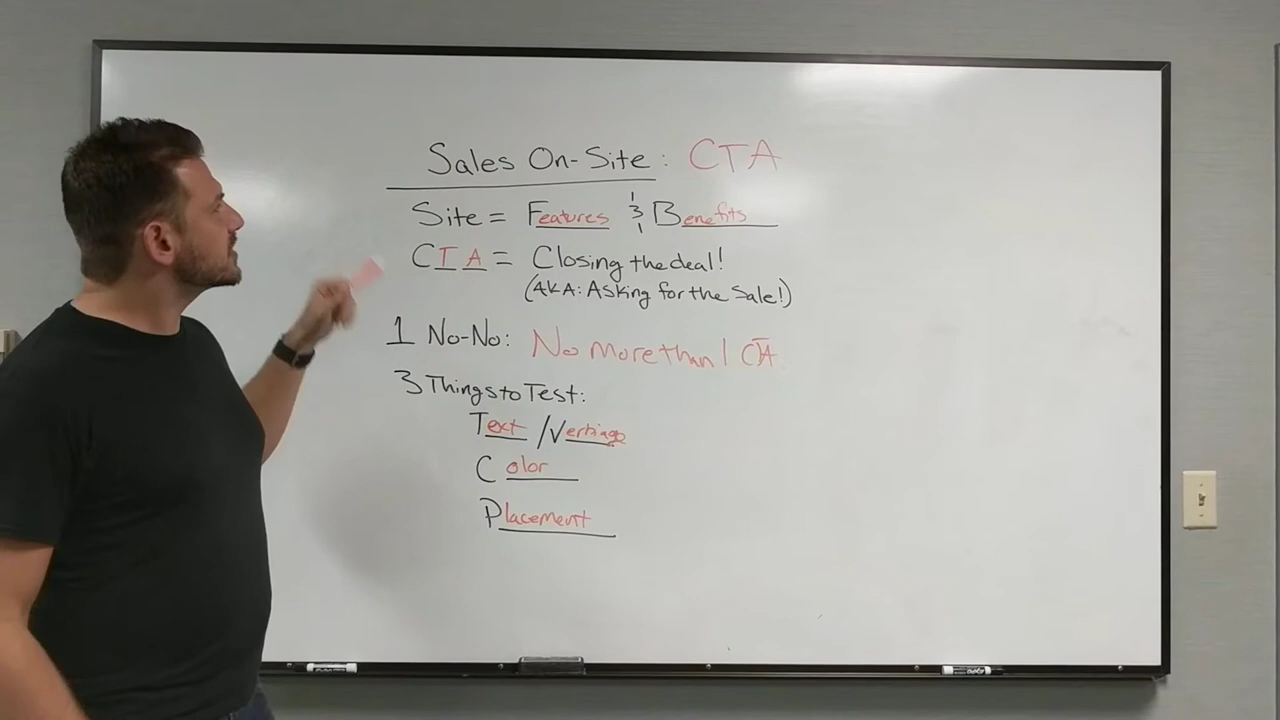 Sales On-Site: CTA
Site = Features & Benefits
CTA = Closing the deal!
(AKA: Asking for the Sale!)
1 No-No: No more than 1 CTA
3 Things to Test:
Text / Verbiage
Color
Placement